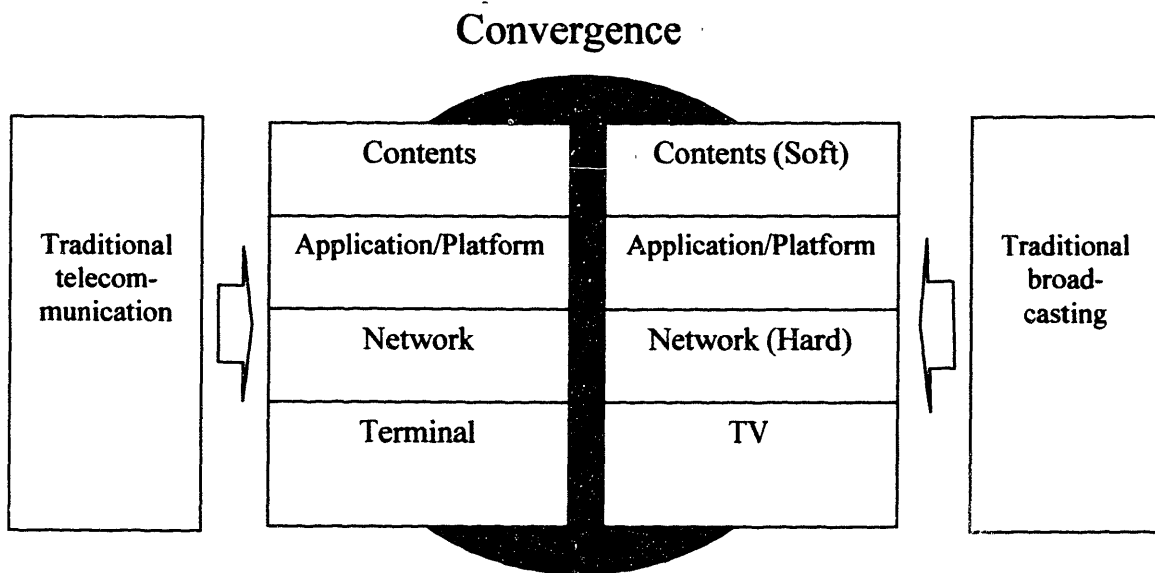 Convergence
Traditional
telecom-
munication
Contents
Application/Platform
Network
Terminal
Contents (Soft)
Application/Platform
Network (Hard)
TV
Traditional
broad-
casting